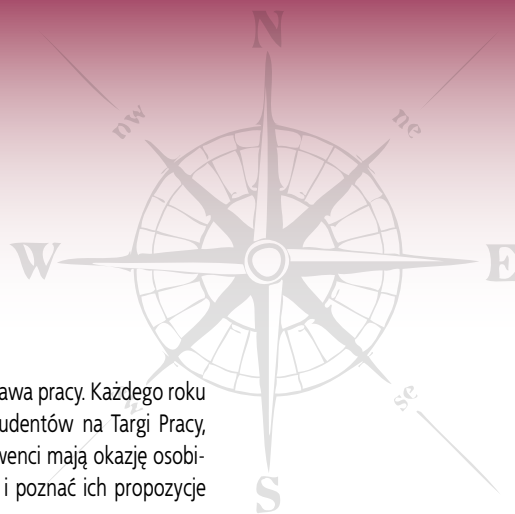 N
nw
ne
W
E
awa pracy. Każdego roku
udentów na Targi Pracy,
wenci mają okazję osobi-
i poznać ich propozycje
se
S